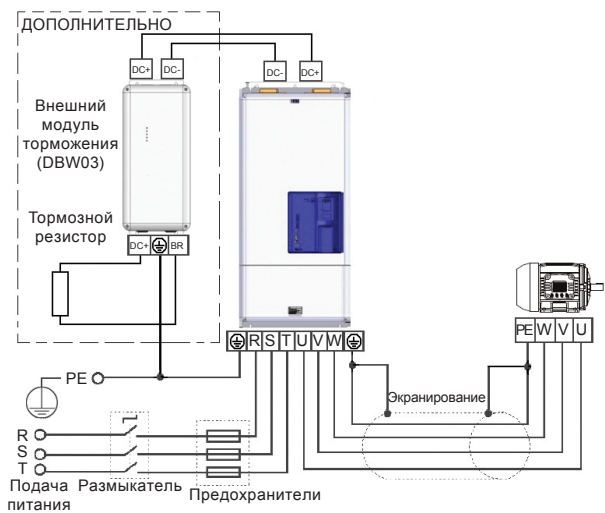 ДОПОЛНИТЕЛЬНО
DC+ DC- DC- DC+
Внешний
модуль
торможения
(DBW03)
Тормозной
резистор
DC+ BR
R S T U V W
PE W V U
PE
Экранирование
R
S
T
Подача
питания
Размыкатель
Предохранители